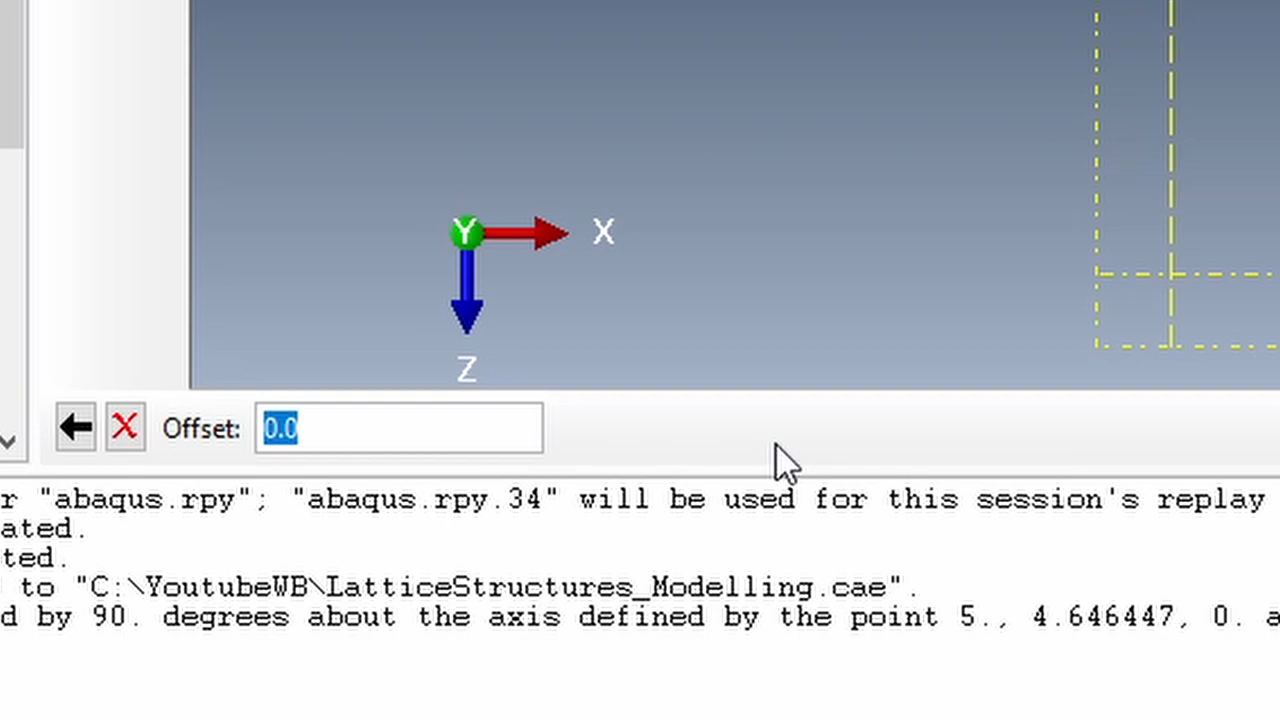 Y X
Z
Offset: 0.0
r "abaqus.rpy"; "abaqus.rpy.34" will be used for this session's replay
ated.
ted.
to "C:\YoutubeWB\LatticeStructures_Modelling.cae".
d by 90. degrees about the axis defined by the point 5., 4.646447, 0. a